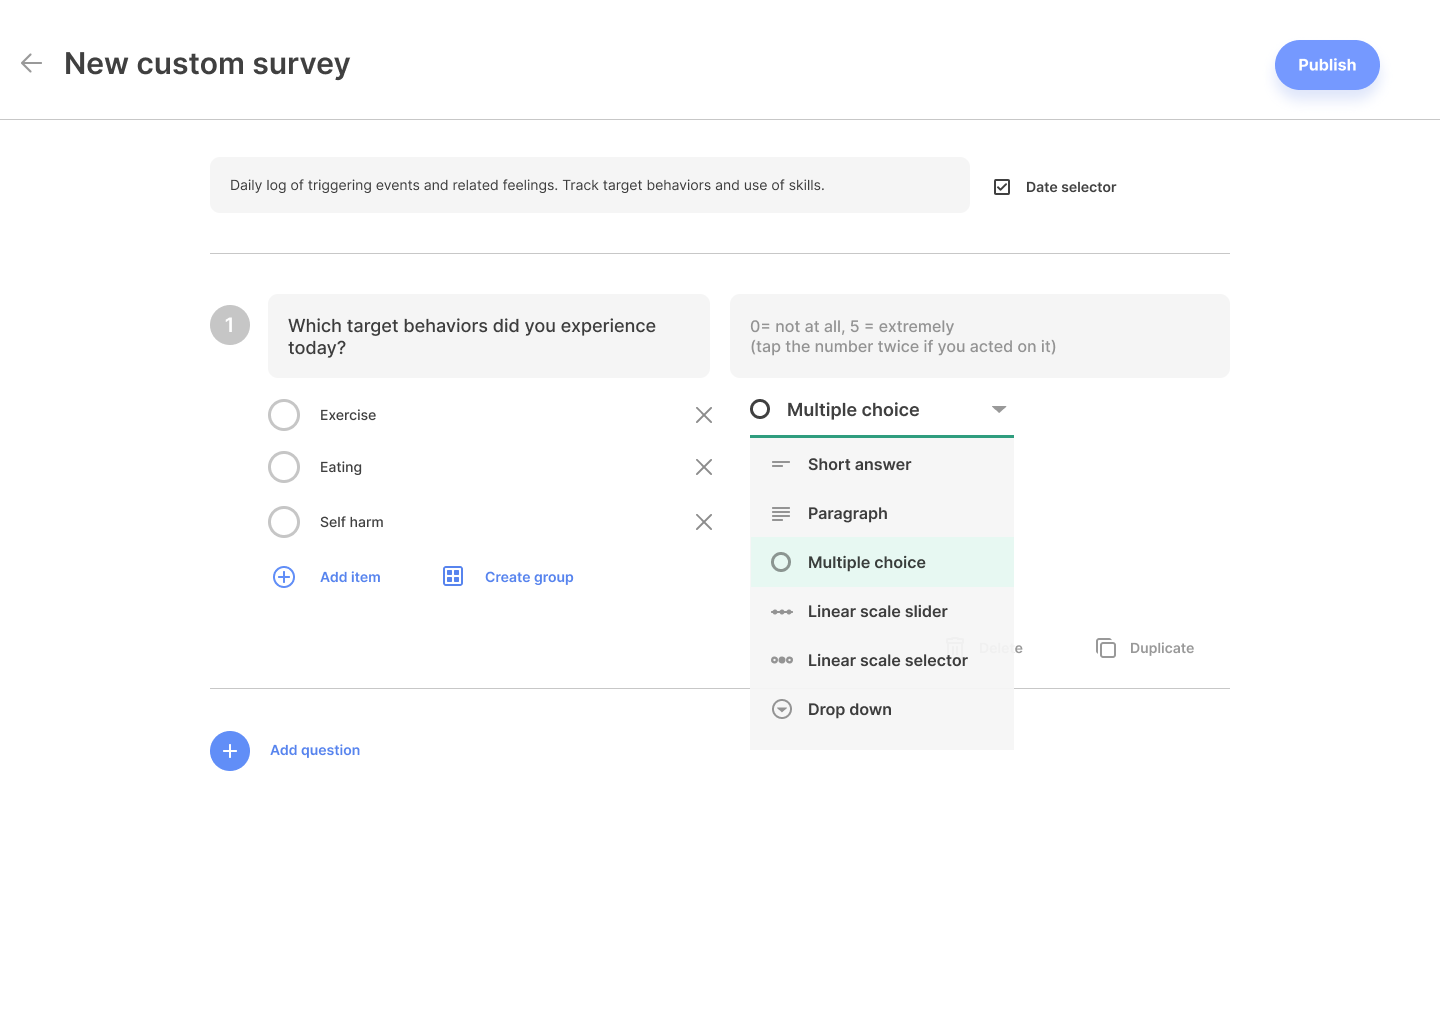 New custom survey
Publish
Daily log of triggering events and related feelings. Track target behaviors and use of skills.
Date selector
1
Which target behaviors did you experience
today?
0= not at all, 5 = extremely
(tap the number twice if you acted on it)
Exercise
Multiple choice
Eating
Self harm
Add item
Create group
Short answer
Paragraph
Multiple choice
Linear scale slider
Linear scale selector
Drop down
Delete
Duplicate
Add question